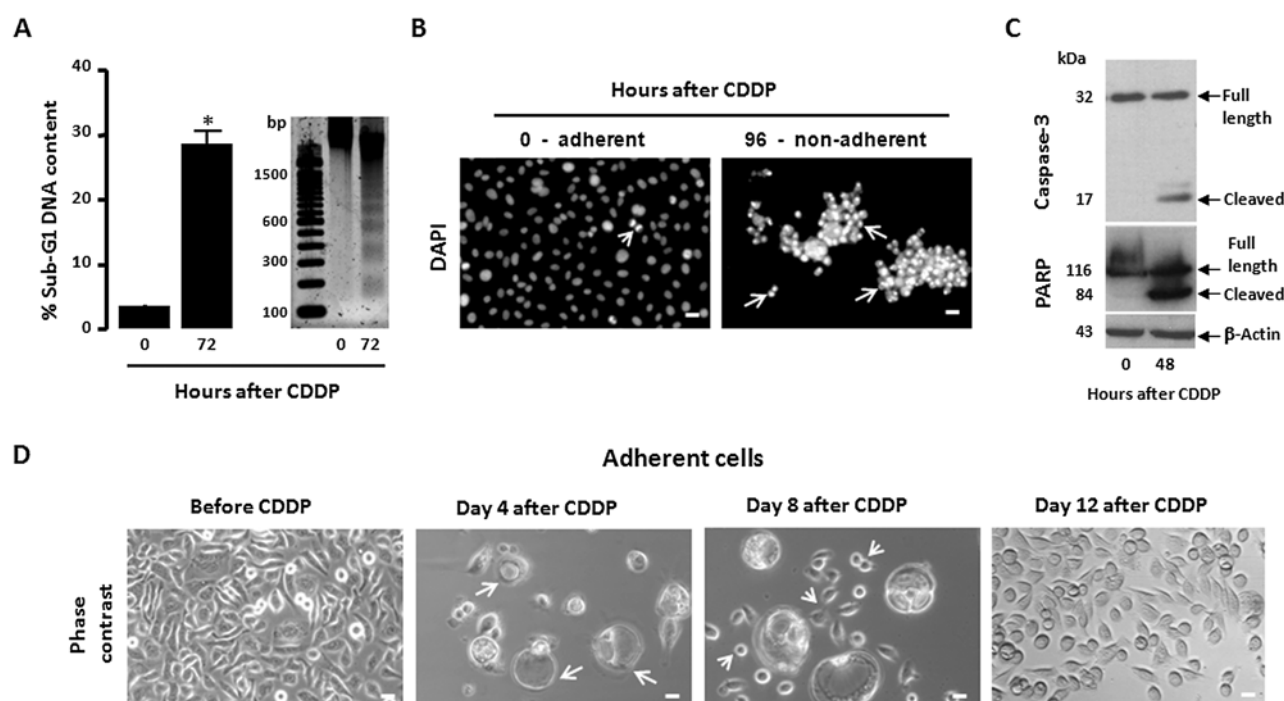 A
% Sub-G1 DNA content
40
30
20
10
0
0
72
Hours after CDDP
bp
1500
600
300
100
0 72
*
B
Hours after CDDP
0 - adherent
96 - non-adherent
DAPI
C
kDa
Caspase-3
32
Full
length
17
Cleaved
PARP
116
Full
length
84
Cleaved
43
β-Actin
0 48
Hours after CDDP
D
Adherent cells
Before CDDP
Day 4 after CDDP
Day 8 after CDDP
Day 12 after CDDP
Phase
contrast